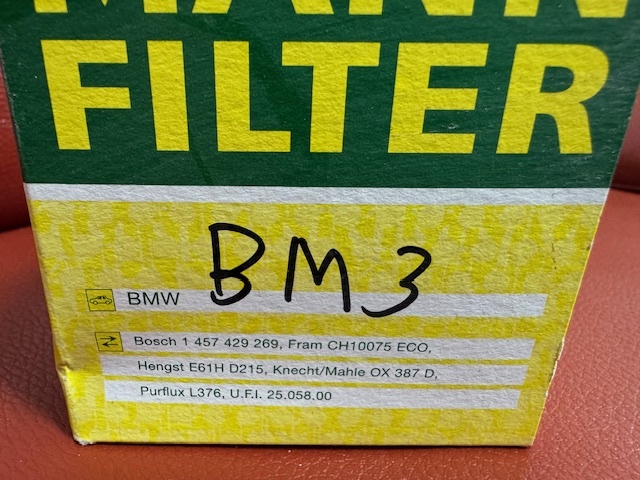 MANN
FILTER
BM3
BMW
Bosch 1 457 429 269, Fram CH10075 ECO,
Hengst E61H D215, Knecht/Mahle OX 387 D,
Purflux L376, U.F.I. 25.058.00